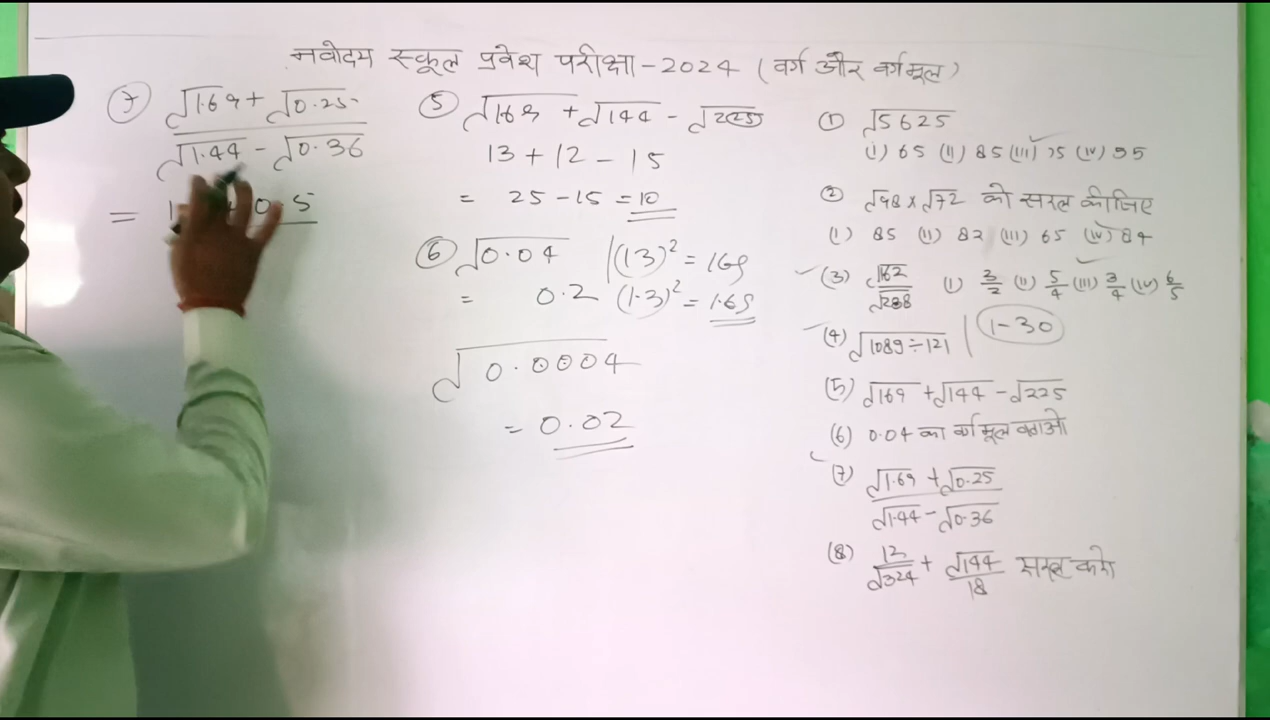 नवोदय स्कूल प्रवेश परीक्षा - 2024 ( वर्ग और वर्गमूल )
⑦ √1.69 + √0.25
√1.44 - √0.36
= 1 + 0.5
⑤ √169 + √144 - √225
13 + 12 - 15
= 25 - 15 = 10
⑥ √0.04 | (13)² = 169
= 0.2 (1.3)² = 1.69
√0.0004
= 0.02
① √5625
(i) 65 (ii) 85 (iii) 75 (iv) 95
② √98 × √72 को सरल कीजिए
(i) 85 (ii) 82 (iii) 65 (iv) 84
(3) √162/√288 (i) 3/2 (ii) 5/4 (iii) 3/4 (iv) 6/5
(4) √1089 ÷ 121 | 1-30
(5) √169 + √144 - √225
(6) 0.04 का वर्गमूल बताओ
(7) √1.69 + √0.25
√1.44 - √0.36
(8) 12/√324 + √144/18 सरल करो